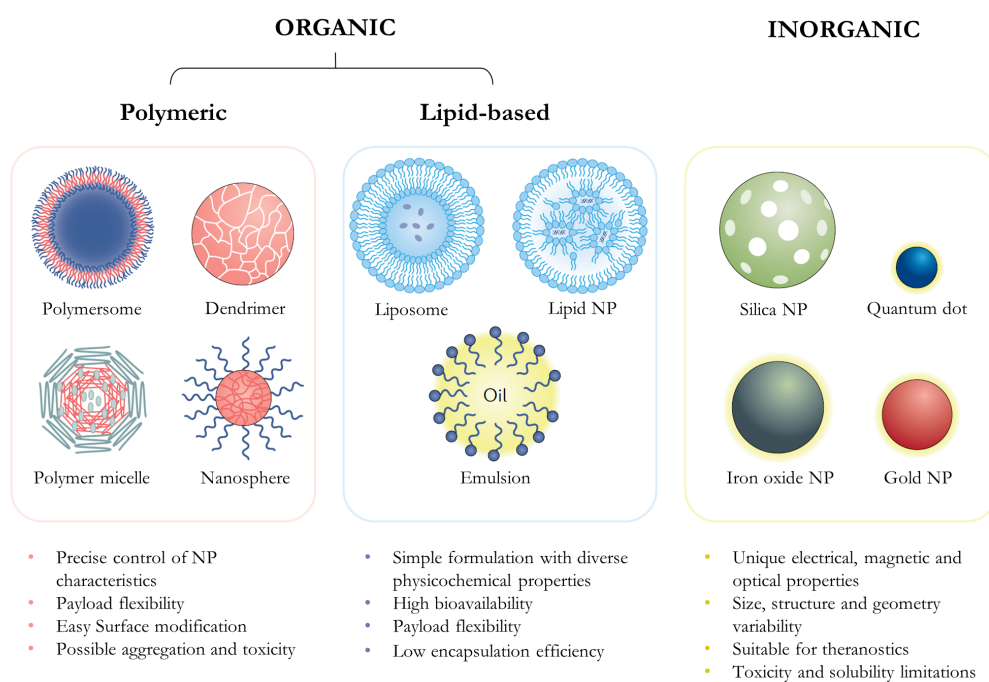 ORGANIC
INORGANIC
Polymeric
Lipid-based
Polymersome
Dendrimer
Liposome
Lipid NP
Silica NP
Quantum dot
Oil
Polymer micelle
Nanosphere
Emulsion
Iron oxide NP
Gold NP
• Precise control of NP
characteristics
• Payload flexibility
• Easy Surface modification
• Possible aggregation and toxicity
• Simple formulation with diverse
physicochemical properties
• High bioavailability
• Payload flexibility
• Low encapsulation efficiency
• Unique electrical, magnetic and
optical properties
• Size, structure and geometry
variability
• Suitable for theranostics
• Toxicity and solubility limitations